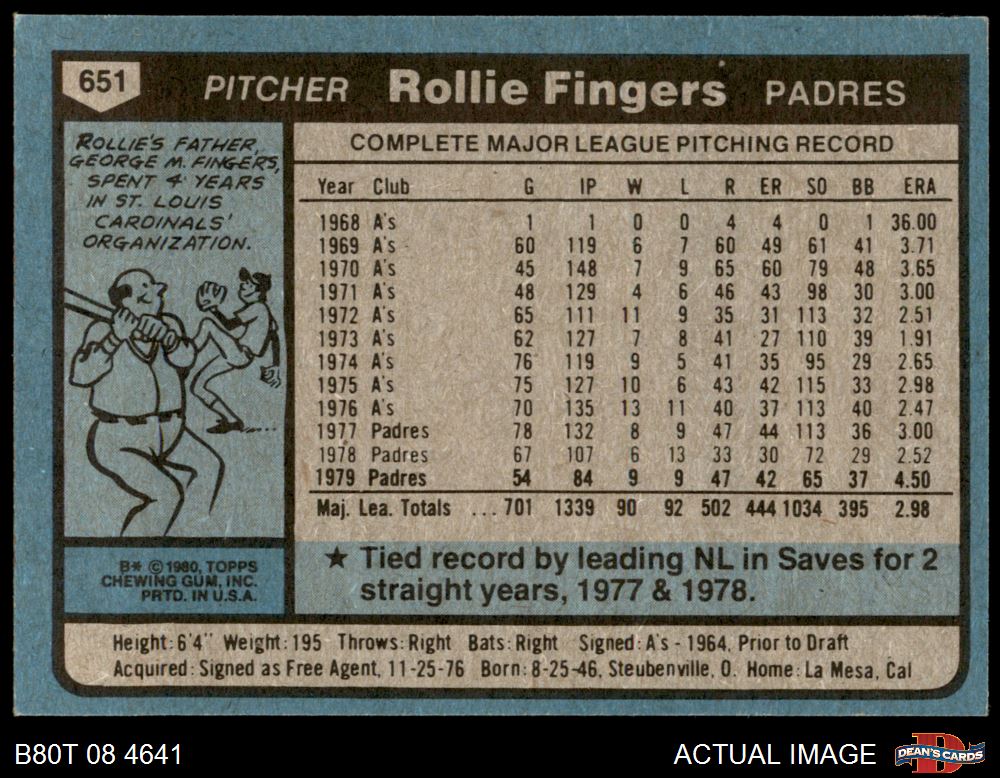 651
PITCHER Rollie Fingers PADRES
ROLLIE'S FATHER,
GEORGE M. FINGERS,
SPENT 4 YEARS
IN ST. LOUIS
CARDINALS'
ORGANIZATION.
COMPLETE MAJOR LEAGUE PITCHING RECORD
Year Club G IP W L R ER SO BB ERA
1968 A's 1 1 0 0 4 4 0 1 36.00
1969 A's 60 119 6 7 60 49 61 41 3.71
1970 A's 45 148 7 9 65 60 79 48 3.65
1971 A's 48 129 4 6 46 43 98 30 3.00
1972 A's 65 111 11 9 35 31 113 32 2.51
1973 A's 62 127 7 8 41 27 110 39 1.91
1974 A's 76 119 9 5 41 35 95 29 2.65
1975 A's 75 127 10 6 43 42 115 33 2.98
1976 A's 70 135 13 11 40 37 113 40 2.47
1977 Padres 78 132 8 9 47 44 113 36 3.00
1978 Padres 67 107 6 13 33 30 72 29 2.52
1979 Padres 54 84 9 9 47 42 65 37 4.50
Maj. Lea. Totals ...701 1339 90 92 502 444 1034 395 2.98
★ Tied record by leading NL in Saves for 2
straight years, 1977 & 1978.
B* © 1980, TOPPS
CHEWING GUM, INC.
PRTD. IN U.S.A.
Height: 6'4" Weight: 195 Throws: Right Bats: Right Signed: A's - 1964, Prior to Draft
Acquired: Signed as Free Agent, 11-25-76 Born: 8-25-46, Steubenville, O. Home: La Mesa, Cal
B80T 08 4641
ACTUAL IMAGE
D
DEAN'S CARDS